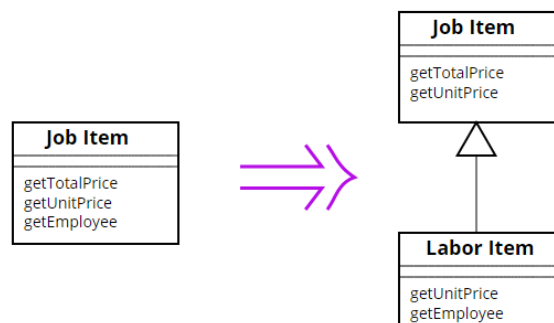 Job Item
getTotalPrice
getUnitPrice
getEmployee
Job Item
getTotalPrice
getUnitPrice
Labor Item
getUnitPrice
getEmployee